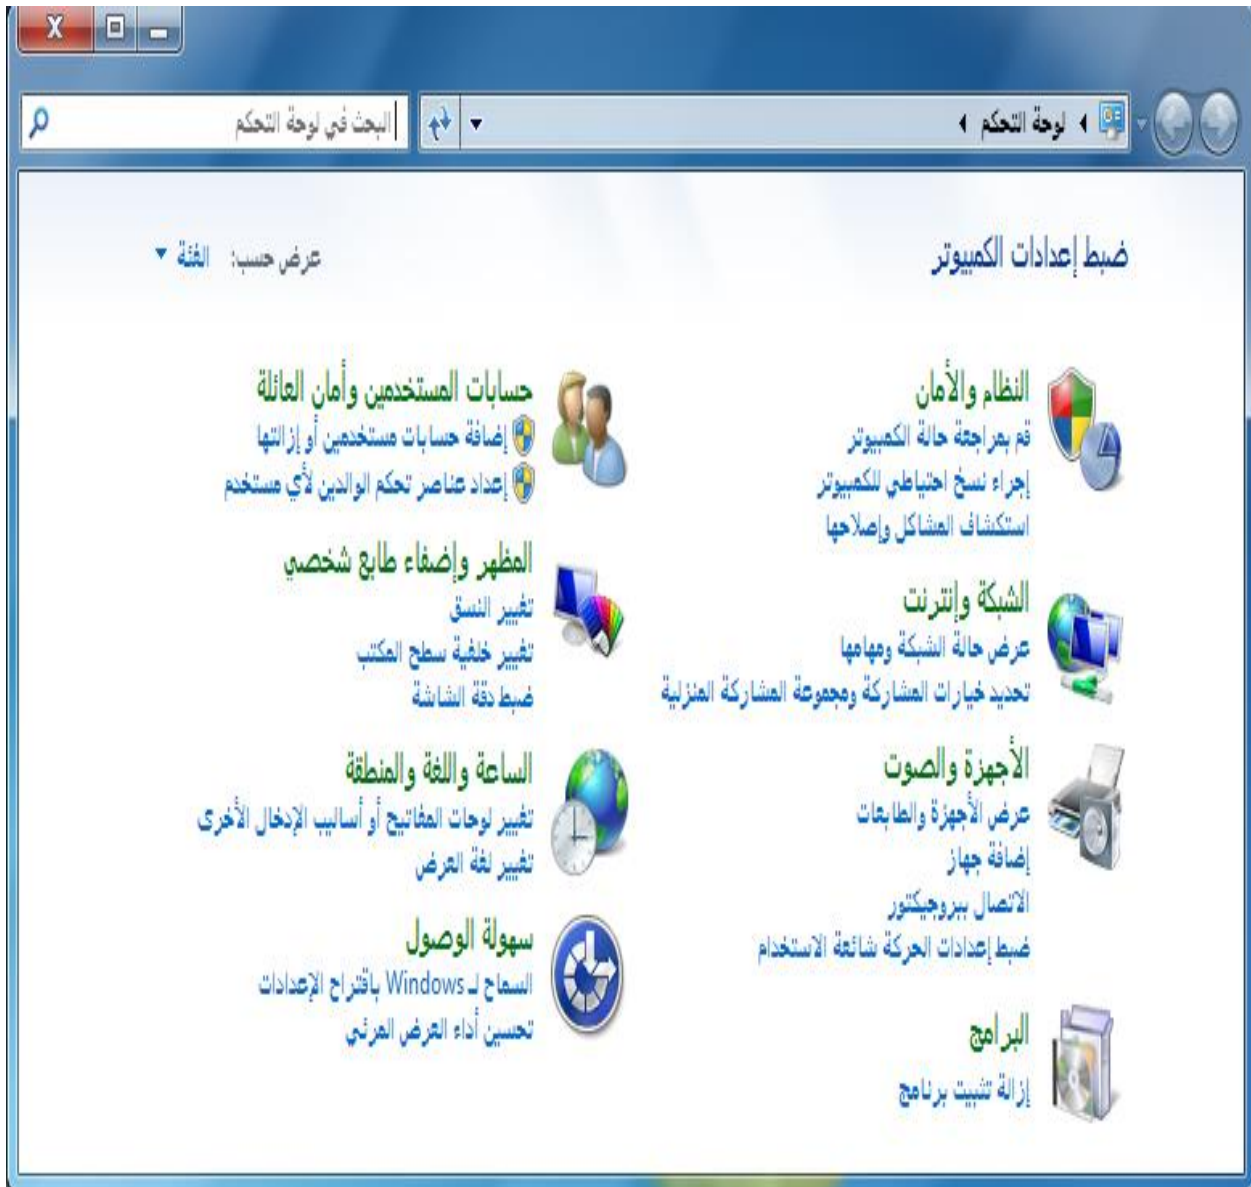 لوحة التحكم
البحث في لوحة التحكم
ضبط إعدادات الكمبيوتر
عرض حسب: الفئة
النظام والأمان
قم بمراجعة حالة الكمبيوتر
إجراء نسخ احتياطي للكمبيوتر
استكشاف المشاكل وإصلاحها
الشبكة وإنترنت
عرض حالة الشبكة ومهامها
تحديد خيارات المشاركة ومجموعة المشاركة المنزلية
الأجهزة والصوت
عرض الأجهزة والطابعات
إضافة جهاز
الاتصال ببروجيكتور
ضبط إعدادات الحركة شائعة الاستخدام
البرامج
إزالة تثبيت برنامج
حسابات المستخدمين وأمان العائلة
إضافة حسابات مستخدمين أو إزالتها
إعداد عناصر تحكم الوالدين لأي مستخدم
المظهر وإضفاء طابع شخصي
تغيير النسق
تغيير خلفية سطح المكتب
ضبط دقة الشاشة
الساعة واللغة والمنطقة
تغيير لوحات المفاتيح أو أساليب الإدخال الأخرى
تغيير لغة العرض
سهولة الوصول
السماح لـ Windows باقتراح الإعدادات
تحسين أداء العرض المرئي